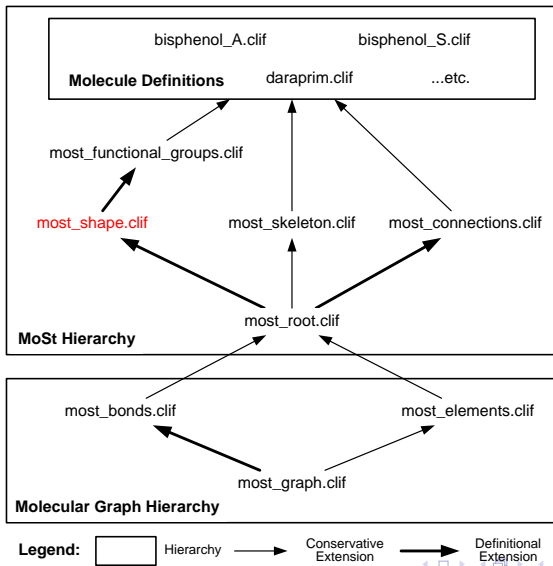 bisphenol_A.clif
bisphenol_S.clif
Molecule Definitions
daraprim.clif
...etc.
most_functional_groups.clif
most_shape.clif
most_skeleton.clif
most_connections.clif
most_root.clif
MoSt Hierarchy
most_bonds.clif
most_elements.clif
most_graph.clif
Molecular Graph Hierarchy
Legend:
Hierarchy
Conservative
Extension
Definitional
Extension